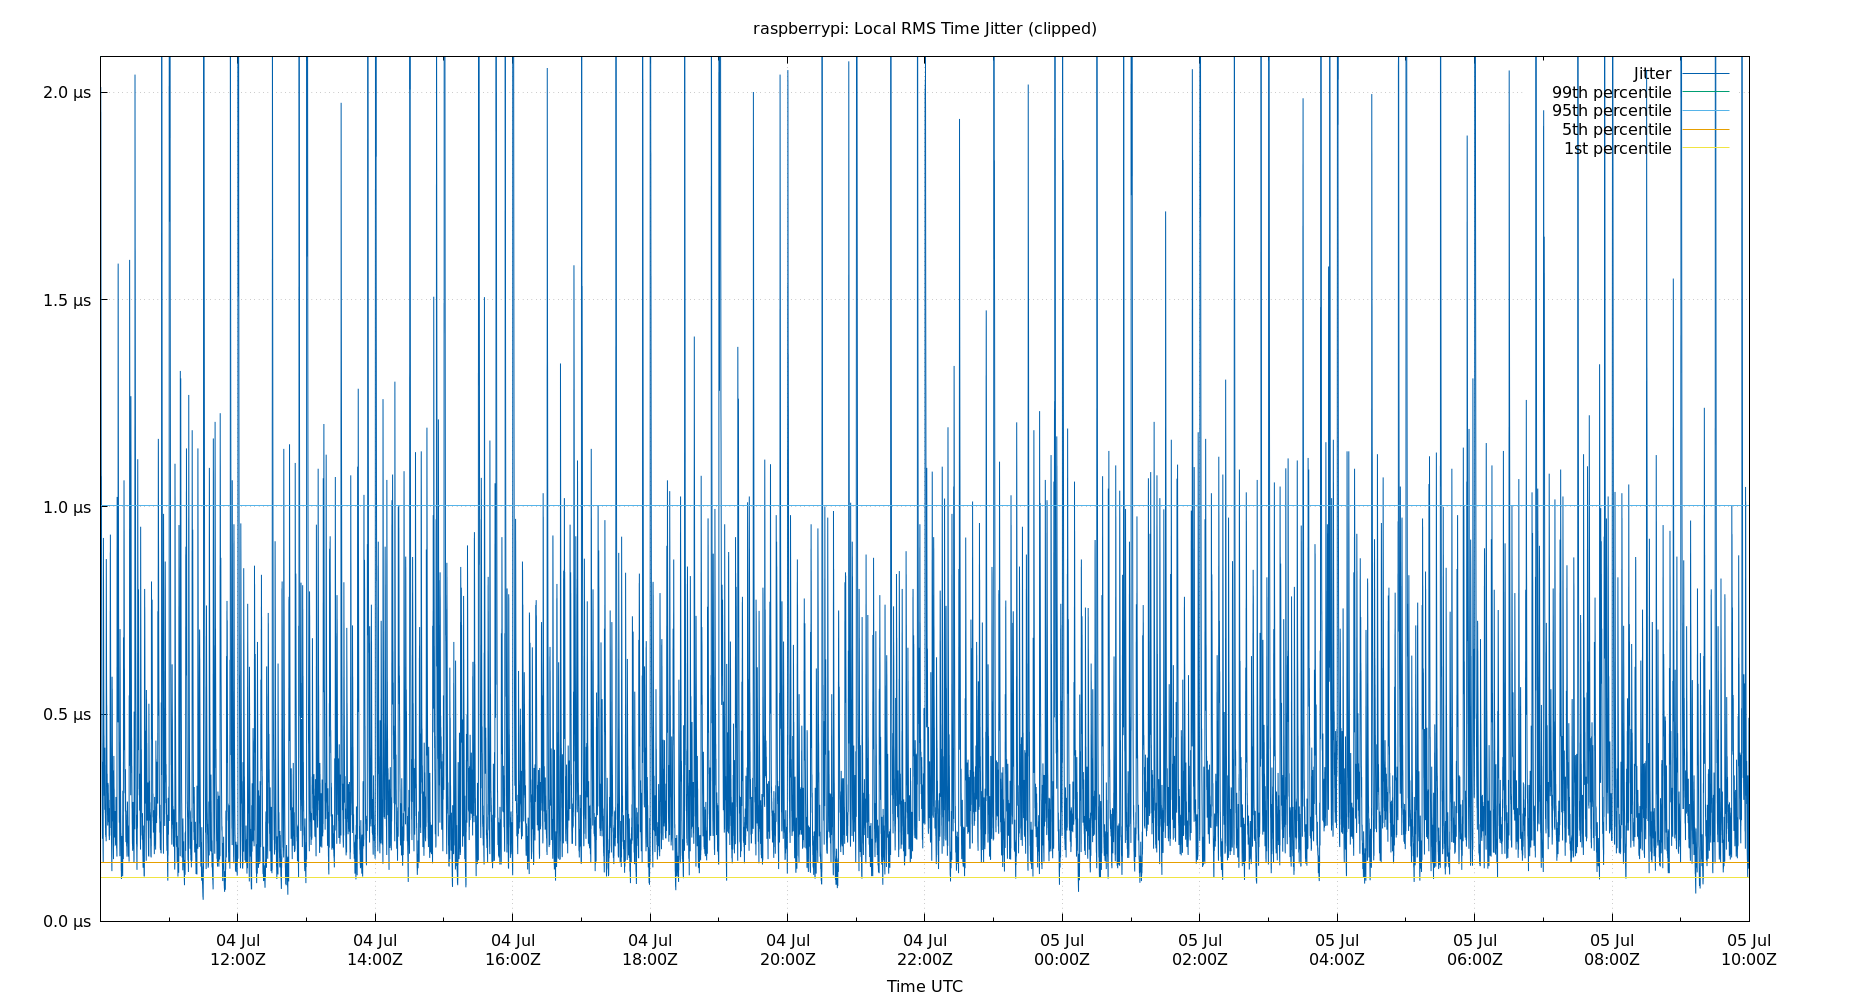 raspberrypi: Local RMS Time Jitter (clipped)
2.0 µs
1.5 µs
1.0 µs
0.5 µs
0.0 µs
Jitter
99th percentile
95th percentile
5th percentile
1st percentile
04 Jul 04 Jul 04 Jul 04 Jul 04 Jul 04 Jul 05 Jul 05 Jul 05 Jul 05 Jul 05 Jul 05 Jul
12:00Z 14:00Z 16:00Z 18:00Z 20:00Z 22:00Z 00:00Z 02:00Z 04:00Z 06:00Z 08:00Z 10:00Z
Time UTC